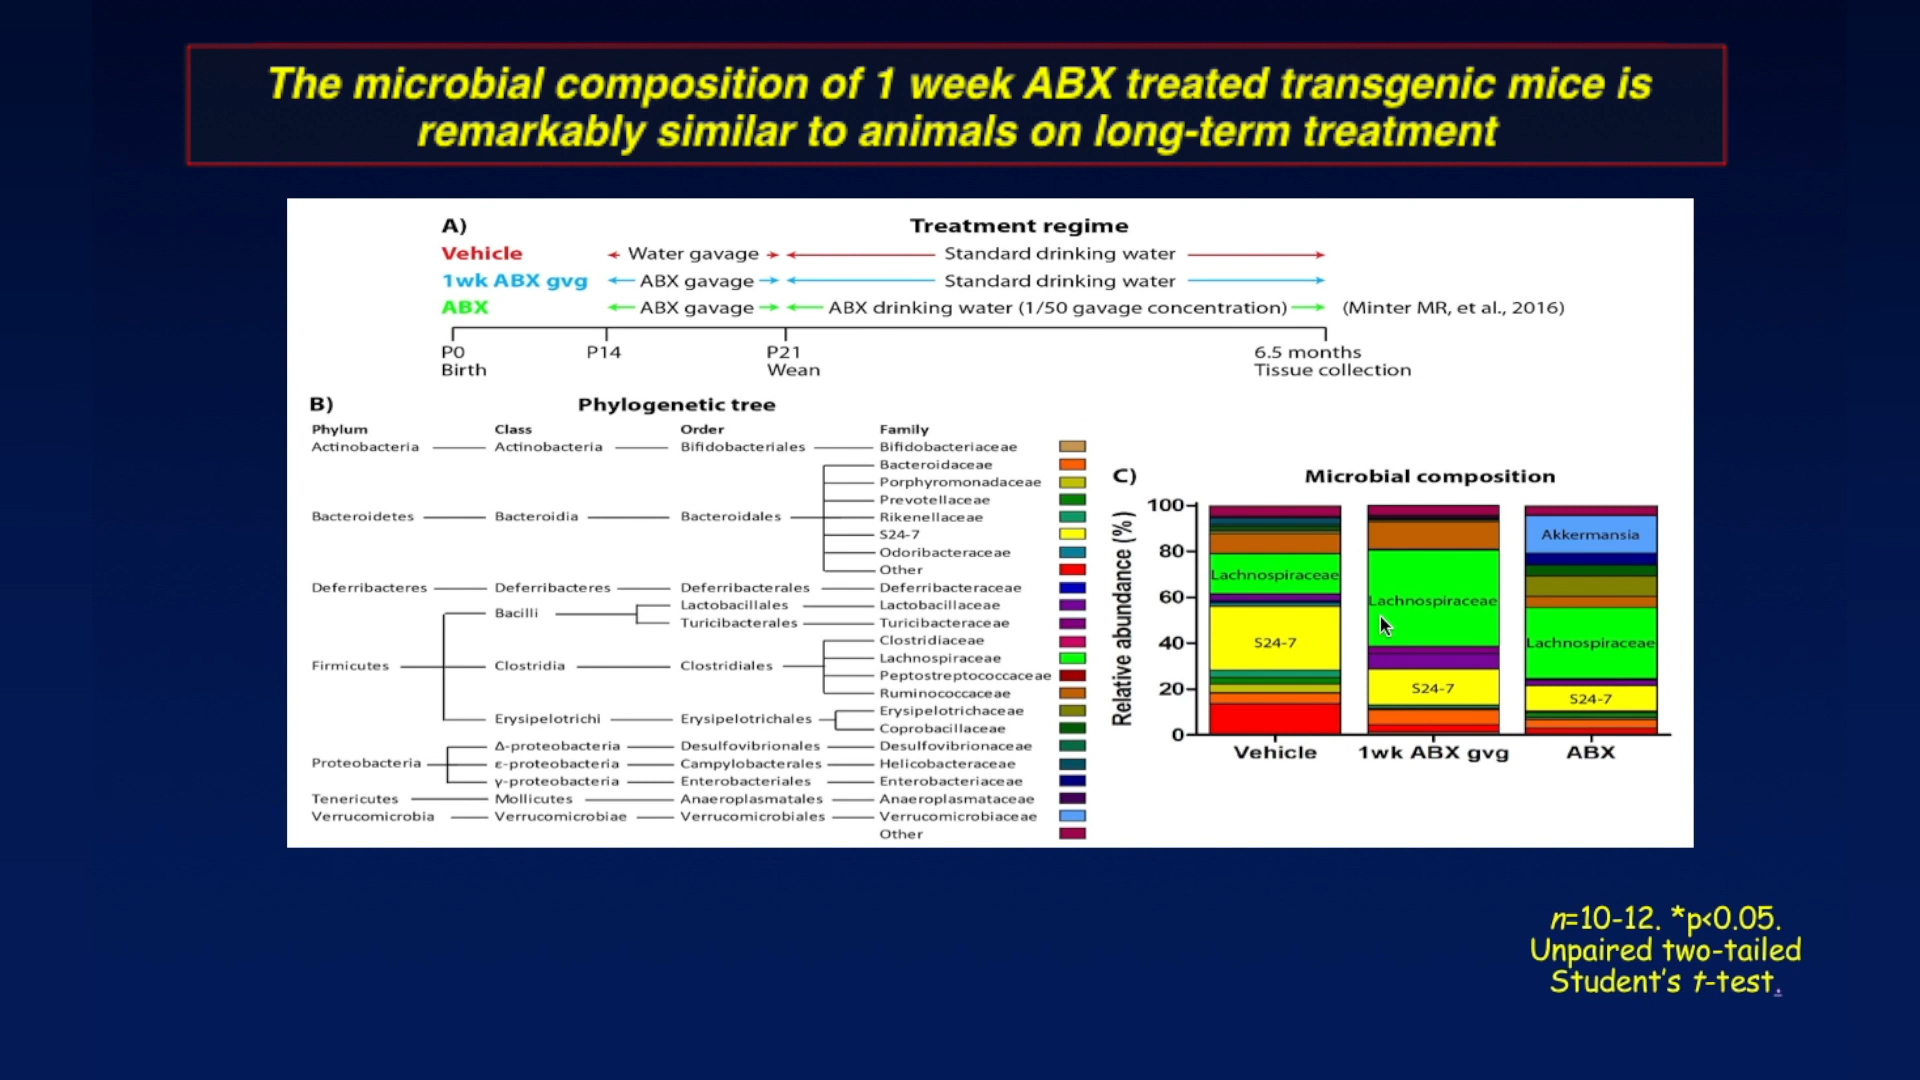 The microbial composition of 1 week ABX treated transgenic mice is
remarkably similar to animals on long-term treatment
A) Treatment regime
Vehicle Water gavage Standard drinking water
1wk ABX gvg ABX gavage Standard drinking water
ABX ABX gavage ABX drinking water (1/50 gavage concentration) (Minter MR, et al., 2016)
P0 P14 P21 6.5 months
Birth Wean Tissue collection
B) Phylogenetic tree
Phylum Class Order Family
Actinobacteria Actinobacteria Bifidobacteriales Bifidobacteriaceae
Bacteroidaceae
Porphyromonadaceae
Prevotellaceae
Bacteroidetes Bacteroidia Bacteroidales Rikenellaceae
S24-7
Odoribacteraceae
Other
Deferribacteres Deferribacteres Deferribacterales Deferribacteraceae
Bacilli Lactobacillales Lactobacillaceae
Turicibacterales Turicibacteraceae
Clostridiaceae
Lachnospiraceae
Firmicutes Clostridia Clostridiales Peptostreptococcaceae
Ruminococcaceae
Erysipelotrichi Erysipelotrichales Erysipelotrichaceae
Coprobacillaceae
Δ-proteobacteria Desulfovibrionales Desulfovibrionaceae
Proteobacteria ε-proteobacteria Campylobacterales Helicobacteraceae
γ-proteobacteria Enterobacteriales Enterobacteriaceae
Tenericutes Mollicutes Anaeroplasmatales Anaeroplasmataceae
Verrucomicrobia Verrucomicrobiae Verrucomicrobiales Verrucomicrobiaceae
Other
C) Microbial composition
Relative abundance (%)
100
80
60
40
20
0
Lachnospiraceae
S24-7
Lachnospiraceae
S24-7
Akkermansia
Lachnospiraceae
S24-7
Vehicle 1wk ABX gvg ABX
n=10-12. *p<0.05.
Unpaired two-tailed
Student's t-test.